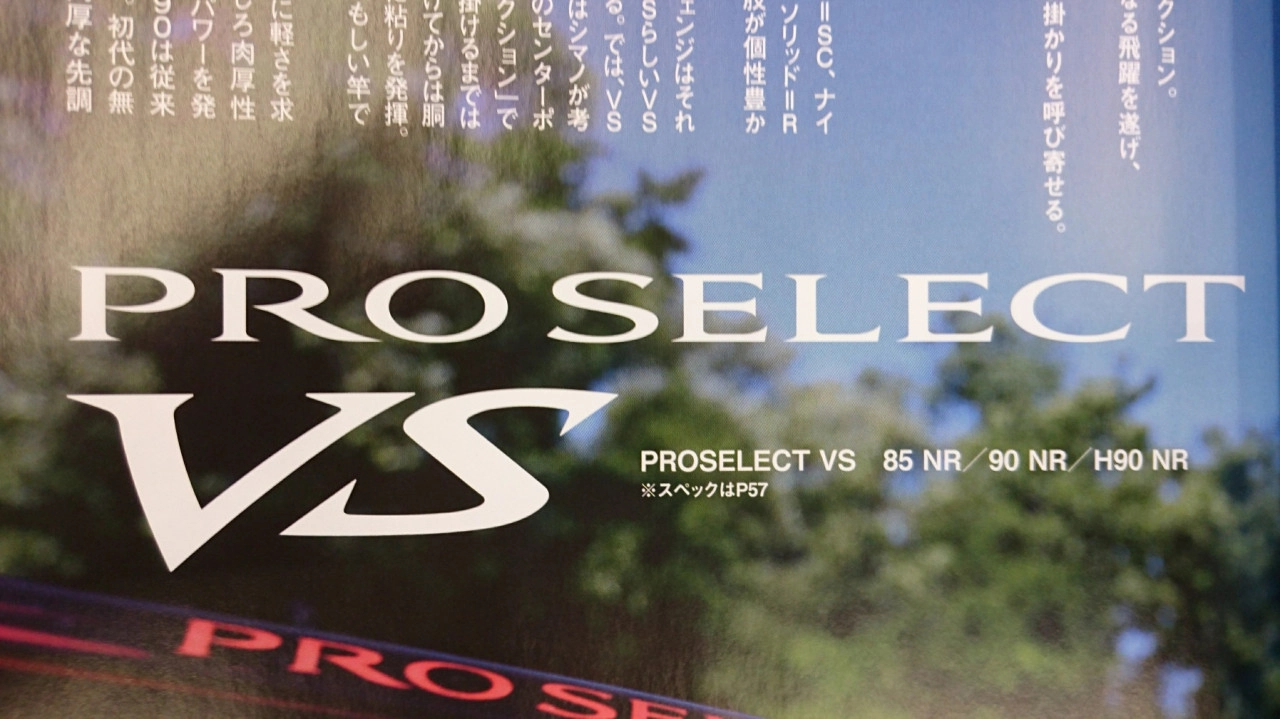 クション。
なる飛躍を遂げ、
掛かりを呼び寄せる。
＝SC、ナイ
ソリッド＝R
が個性豊か
ェンジはそれ
SらしいVS
る。では、VS
はシマノが考
のセンターポ
クション」で
掛けるまでは
けてからは胴
粘りを発揮。
もしい竿で
に軽さを求
しろ肉厚性
パワーを発
90は従来
。初代の無
厚な先調
PRO SELECT
VS
PROSELECT VS 85 NR／90 NR／H90 NR
※スペックはP57
PRO SE